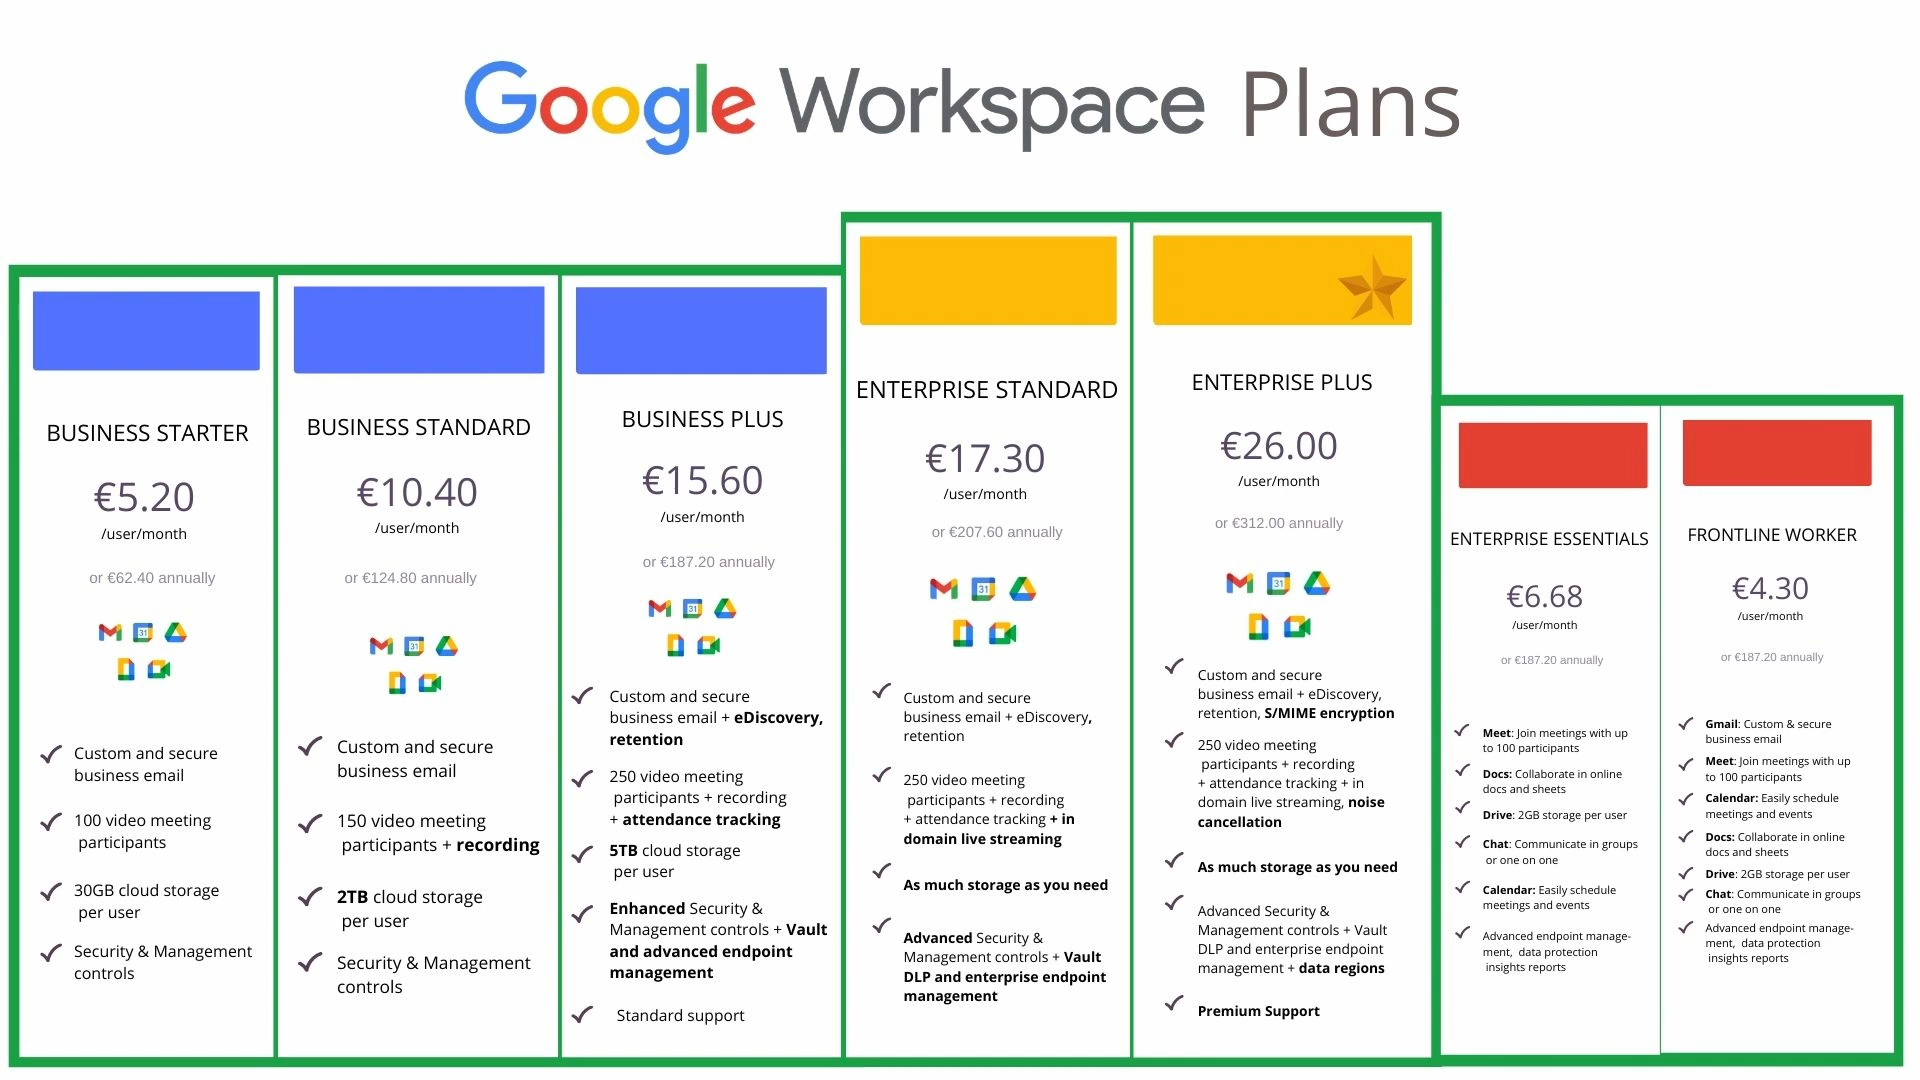 Google Workspace Plans
BUSINESS STARTER
€5.20
/user/month
or €62.40 annually
31
Custom and secure
business email
100 video meeting
participants
30GB cloud storage
per user
Security & Management
controls
BUSINESS STANDARD
€10.40
/user/month
or €124.80 annually
31
Custom and secure
business email
150 video meeting
participants + recording
2TB cloud storage
per user
Security & Management
controls
BUSINESS PLUS
€15.60
/user/month
or €187.20 annually
31
Custom and secure
business email + eDiscovery,
retention
250 video meeting
participants + recording
+ attendance tracking
5TB cloud storage
per user
Enhanced Security &
Management controls + Vault
and advanced endpoint
management
Standard support
ENTERPRISE STANDARD
€17.30
/user/month
or €207.60 annually
31
Custom and secure
business email + eDiscovery,
retention
250 video meeting
participants + recording
+ attendance tracking + in
domain live streaming
As much storage as you need
Advanced Security &
Management controls + Vault
DLP and enterprise endpoint
management
ENTERPRISE PLUS
€26.00
/user/month
or €312.00 annually
31
Custom and secure
business email + eDiscovery,
retention, S/MIME encryption
250 video meeting
participants + recording
+ attendance tracking + in
domain live streaming, noise
cancellation
As much storage as you need
Advanced Security &
Management controls + Vault
DLP and enterprise endpoint
management + data regions
Premium Support
ENTERPRISE ESSENTIALS
€6.68
/user/month
or €187.20 annually
Meet: Join meetings with up
to 100 participants
Docs: Collaborate in online
docs and sheets
Drive: 2GB storage per user
Chat: Communicate in groups
or one on one
Calendar: Easily schedule
meetings and events
Advanced endpoint manage-
ment, data protection
insights reports
FRONTLINE WORKER
€4.30
/user/month
or €187.20 annually
Gmail: Custom & secure
business email
Meet: Join meetings with up
to 100 participants
Calendar: Easily schedule
meetings and events
Docs: Collaborate in online
docs and sheets
Drive: 2GB storage per user
Chat: Communicate in groups
or one on one
Advanced endpoint manage-
ment, data protection
insights reports